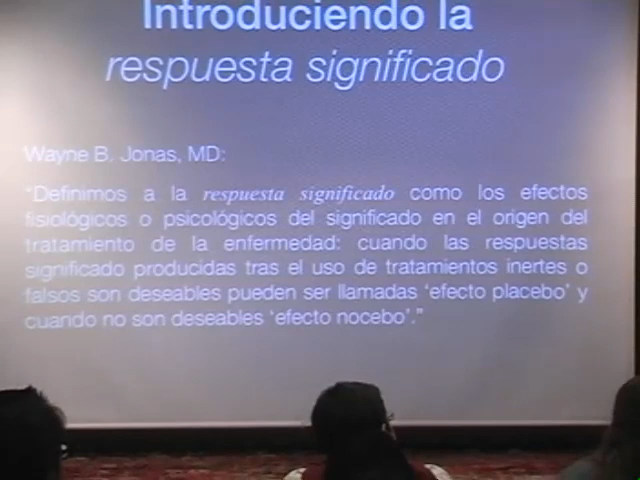 Introduciendo la
respuesta significado
Wayne B. Jonas, MD:
“Definimos a la respuesta significado como los efectos
fisiológicos o psicológicos del significado en el origen del
tratamiento de la enfermedad: cuando las respuestas
significado producidas tras el uso de tratamientos inertes o
falsos son deseables pueden ser llamadas ‘efecto placebo’ y
cuando no son deseables ‘efecto nocebo’.”